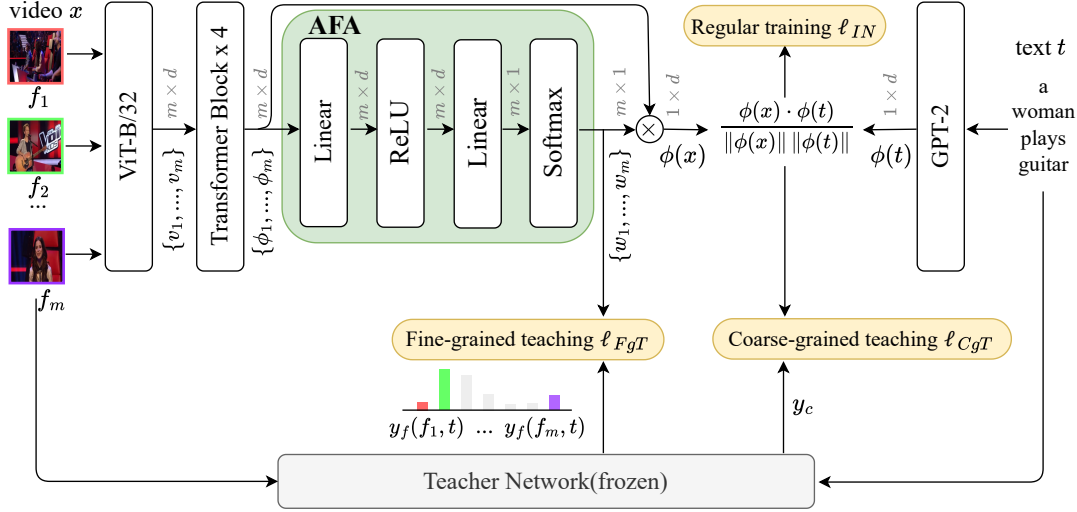 video x
f_1
f_2
...
f_m
ViT-B/32
m × d
{v_1, ..., v_m}
Transformer Block x 4
m × d
{ϕ_1, ..., ϕ_m}
AFA
Linear
m × d
ReLU
m × d
Linear
m × 1
Softmax
m × 1
{w_1, ..., w_m}
×
1 × d
ϕ(x)
Regular training ℓ_IN
ϕ(x) · ϕ(t)
‖ϕ(x)‖ ‖ϕ(t)‖
1 × d
ϕ(t)
GPT-2
text t
a
woman
plays
guitar
Fine-grained teaching ℓ_FgT
Coarse-grained teaching ℓ_CgT
y_f(f_1, t) ... y_f(f_m, t)
y_c
Teacher Network(frozen)